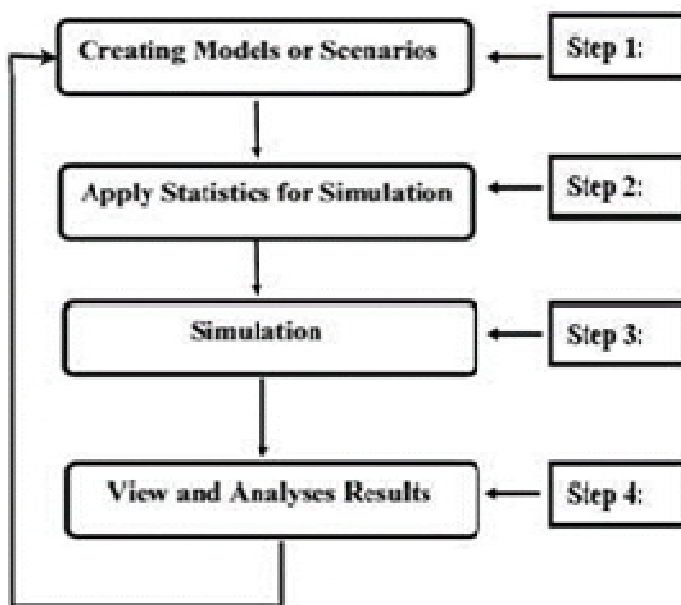 Creating Models or Scenarios
Step 1:
Apply Statistics for Simulation
Step 2:
Simulation
Step 3:
View and Analyses Results
Step 4: